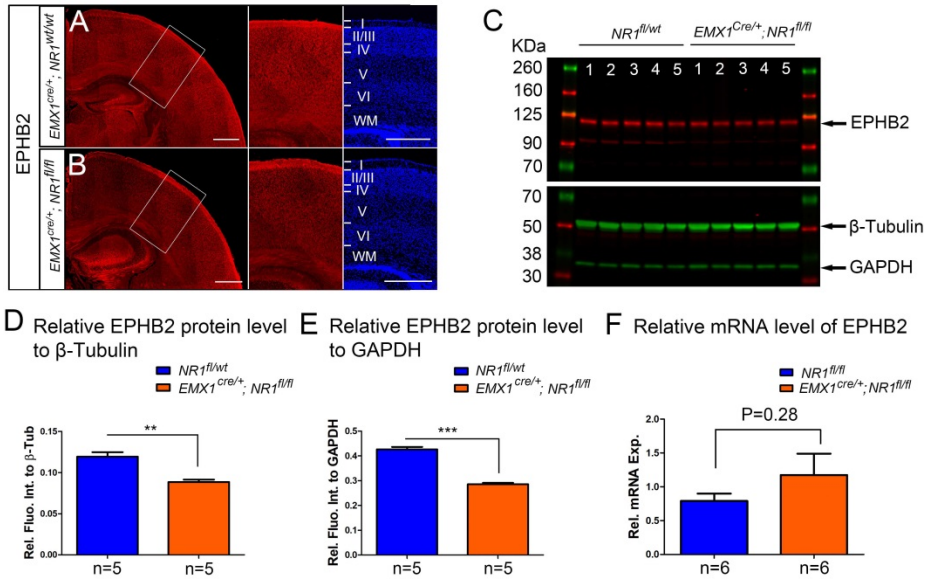 A
EPHB2
EMX1cre/+; NR1wt/wt
I
II/III
IV
V
VI
WM
B
EMX1cre/+; NR1fl/fl
I
II/III
IV
V
VI
WM
C
NR1fl/wt EMX1Cre/+;NR1fl/fl
KDa
1 2 3 4 5 1 2 3 4 5
260
160
125
90
70
EPHB2
70
50
38
30
β-Tubulin
GAPDH
D Relative EPHB2 protein level
to β-Tubulin
NR1fl/wt
EMX1cre/+; NR1fl/fl
Rel. Fluo. Int. to β-Tub
0.15
0.10
0.05
0.00
**
n=5 n=5
E Relative EPHB2 protein level
to GAPDH
NR1fl/wt
EMX1cre/+; NR1fl/fl
Rel. Fluo. Int. to GAPDH
0.5
0.4
0.3
0.2
0.1
0.0
***
n=5 n=5
F Relative mRNA level of EPHB2
NR1fl/fl
EMX1cre/+;NR1fl/fl
Rel. mRNA Exp.
2.0
1.5
1.0
0.5
0.0
P=0.28
n=6 n=6